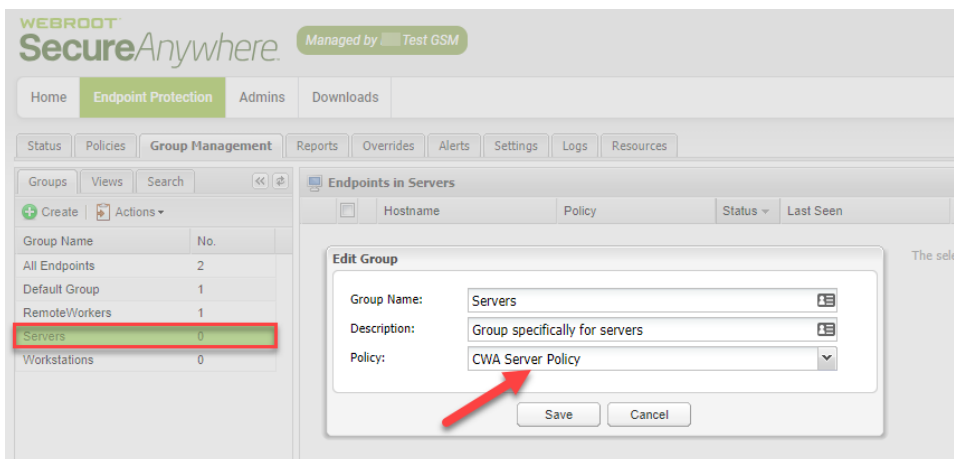 WEBROOT
SecureAnywhere.
Managed by Test GSM
Home Endpoint Protection Admins Downloads
Status Policies Group Management Reports Overrides Alerts Settings Logs Resources
Groups Views Search
Endpoints in Servers
Create Actions
Hostname Policy Status Last Seen
Group Name No.
All Endpoints 2
Default Group 1
RemoteWorkers 1
Servers 0
Workstations 0
The sele
Edit Group
Group Name: Servers
Description: Group specifically for servers
Policy: CWA Server Policy
Save Cancel